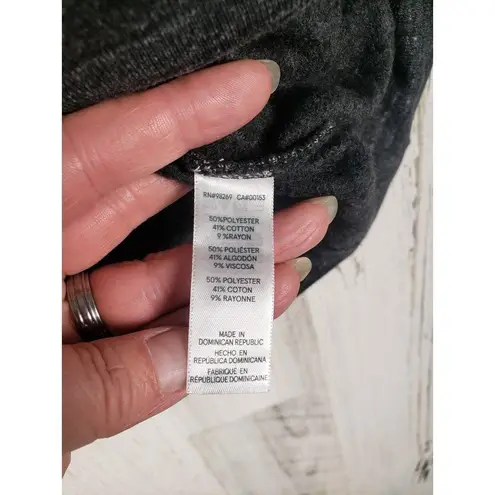 RN#98269 CA#00163
50%POLYESTER
41% COTTON
9 %RAYON
50% POLIÉSTER
41% ALGODÓN
9% VISCOSA
50% POLYESTER
41% COTON
9% RAYONNE
MADE IN
DOMINICAN REPUBLIC
HECHO EN
REPÚBLICA DOMINICANA
FABRIQUÉ EN
RÉPUBLIQUE DOMINICAINE